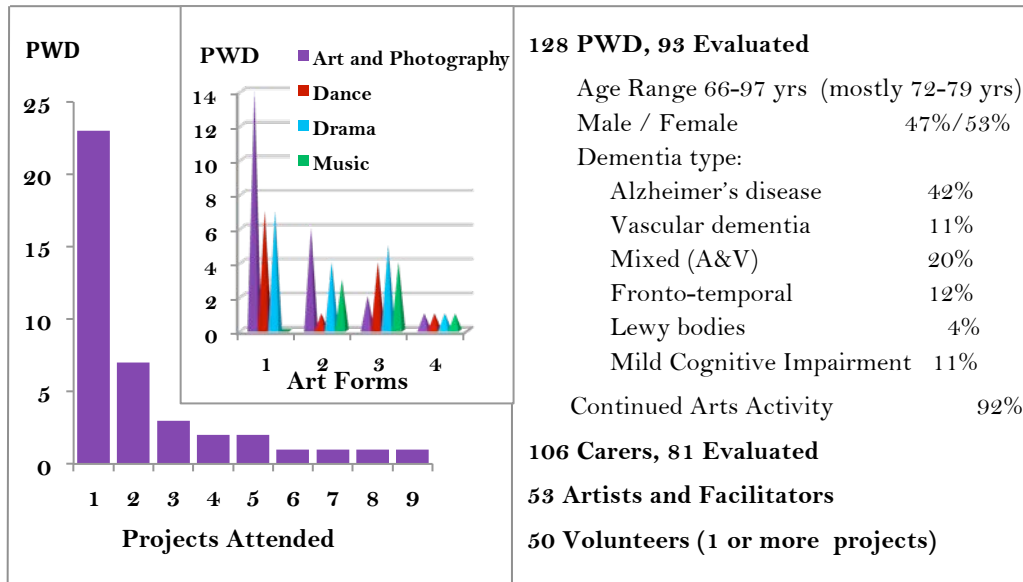 PWD
25
20
15
10
5
0
1 2 3 4 5 6 7 8 9
Projects Attended
PWD
Art and Photography
Dance
Drama
Music
14
12
10
8
6
4
2
0
1 2 3 4
Art Forms
128 PWD, 93 Evaluated
Age Range 66-97 yrs (mostly 72-79 yrs)
Male / Female 47%/53%
Dementia type:
Alzheimer’s disease 42%
Vascular dementia 11%
Mixed (A&V) 20%
Fronto-temporal 12%
Lewy bodies 4%
Mild Cognitive Impairment 11%
Continued Arts Activity 92%
106 Carers, 81 Evaluated
53 Artists and Facilitators
50 Volunteers (1 or more projects)